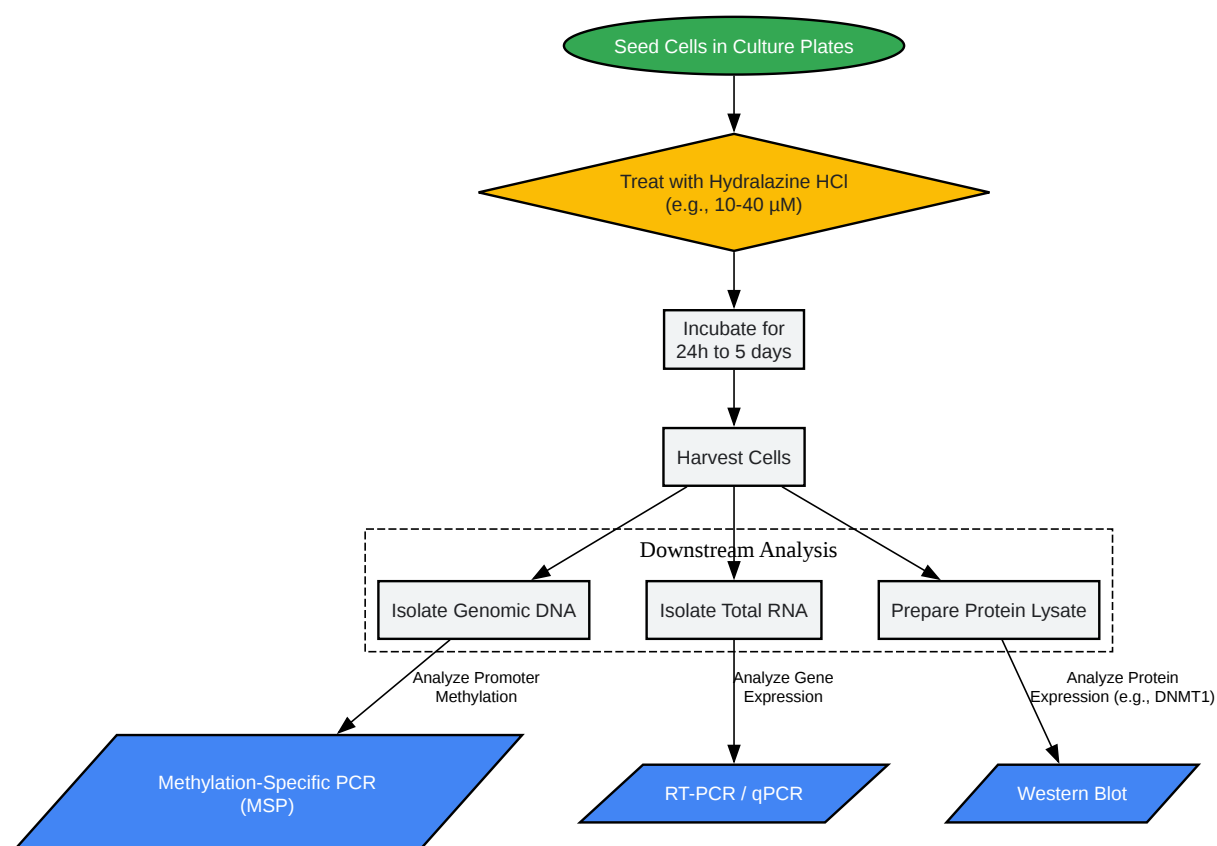 Seed Cells in Culture Plates
Treat with Hydralazine HCl
(e.g., 10-40 µM)
Incubate for
24h to 5 days
Harvest Cells
Downstream Analysis
Isolate Genomic DNA
Isolate Total RNA
Prepare Protein Lysate
Analyze Promoter
Methylation
Analyze Gene
Expression
Analyze Protein
Expression (e.g., DNMT1)
Methylation-Specific PCR
(MSP)
RT-PCR / qPCR
Western Blot